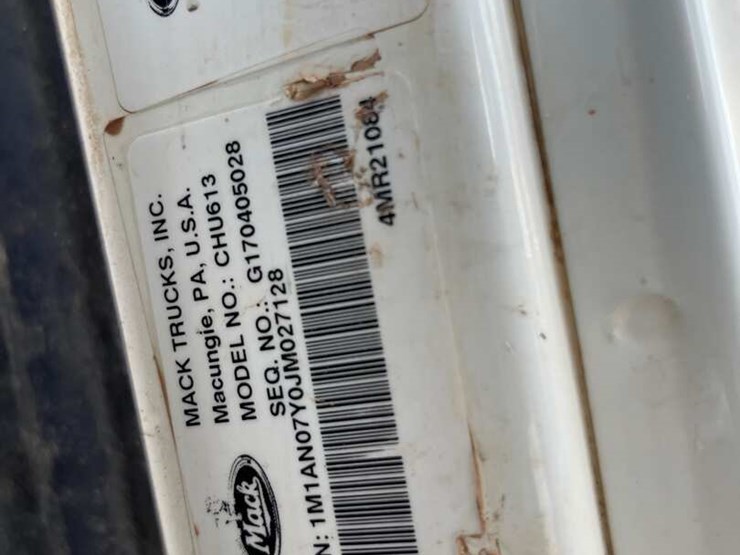 MACK TRUCKS, INC.
Macungie, PA, U.S.A.
MODEL NO.: CHU613
SEQ. NO.: G170405028
N: 1M1AN07Y0JM027128
4MR21084
Mack